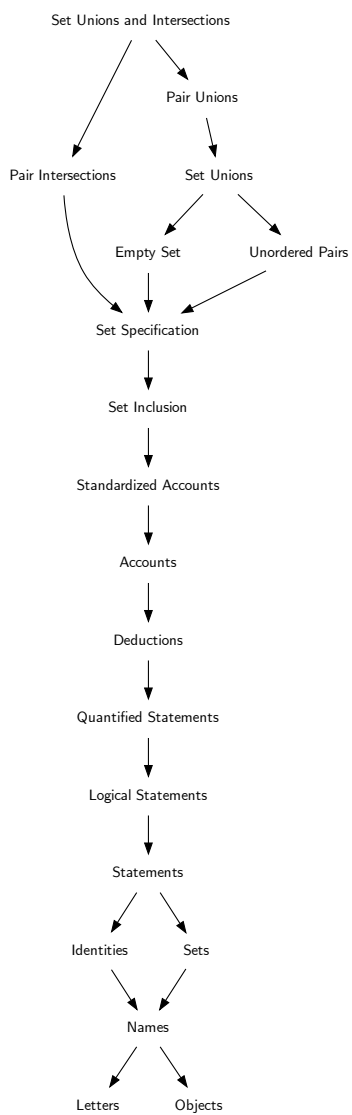 Set Unions and Intersections
Pair Unions
Pair Intersections
Set Unions
Empty Set
Unordered Pairs
Set Specification
Set Inclusion
Standardized Accounts
Accounts
Deductions
Quantified Statements
Logical Statements
Statements
Identities
Sets
Names
Letters
Objects